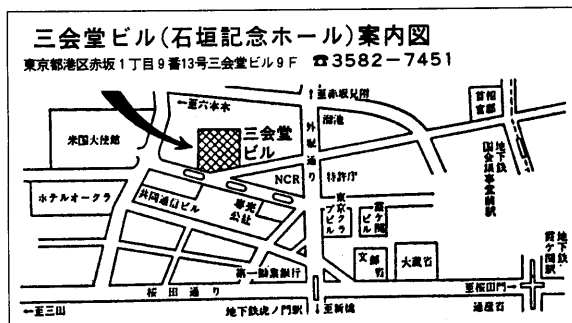 三会堂ビル(石垣記念ホール)案内図
東京都港区赤坂1丁目9番13号三会堂ビル9F ☎3582-7451
←至六本木
↑至赤坂見附
溜池
首相官邸
米国大使館
三会堂ビル
外堀通り
地下鉄国会議事堂前駅
NCR
特許庁
ホテルオークラ
共同通信ビル
専売公社
東京クラブビル
霞ケ関ビル
文部省
大蔵省
地下鉄霞ケ関駅
第一勧業銀行
桜田通り
至桜田門→
←至三田
地下鉄虎ノ門駅
↓至新橋
通産省